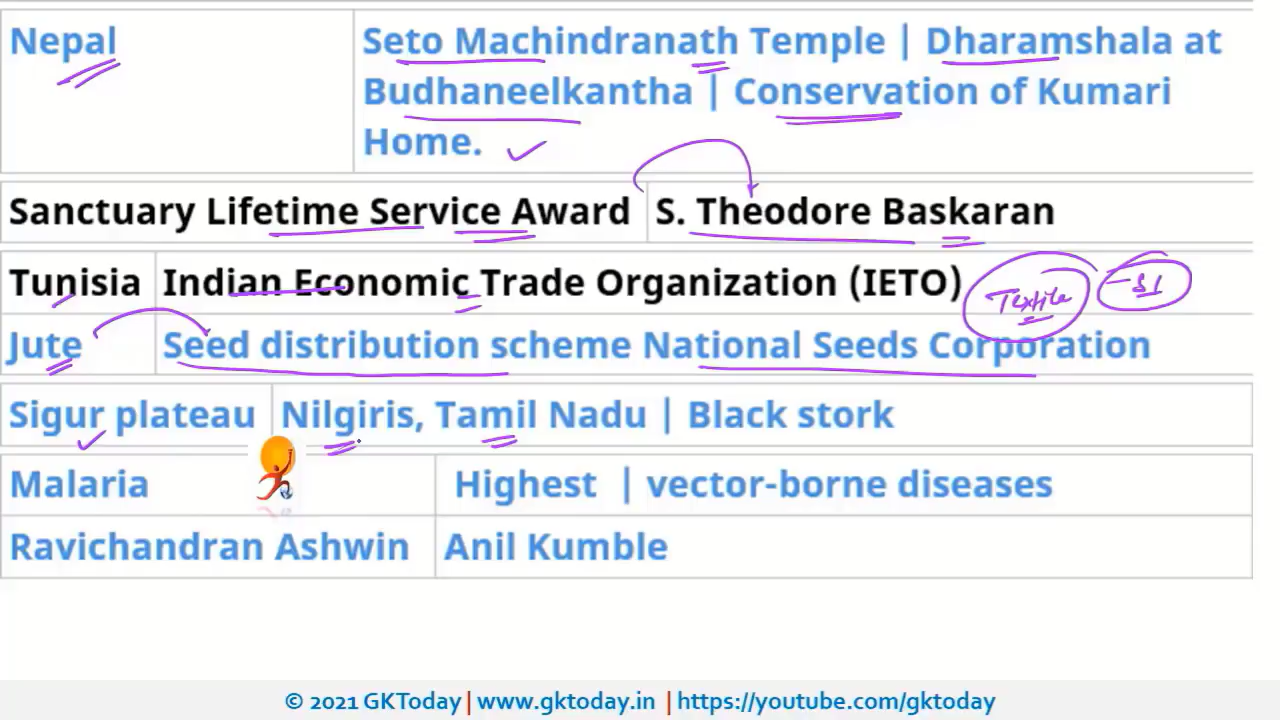 Nepal
Seto Machindranath Temple | Dharamshala at
Budhaneelkantha | Conservation of Kumari
Home.
Sanctuary Lifetime Service Award S. Theodore Baskaran
Tunisia Indian Economic Trade Organization (IETO) Textile
Jute Seed distribution scheme National Seeds Corporation
Sigur plateau Nilgiris, Tamil Nadu | Black stork
Malaria Highest | vector-borne diseases
Ravichandran Ashwin Anil Kumble
© 2021 GKToday | www.gktoday.in | https://youtube.com/gktoday